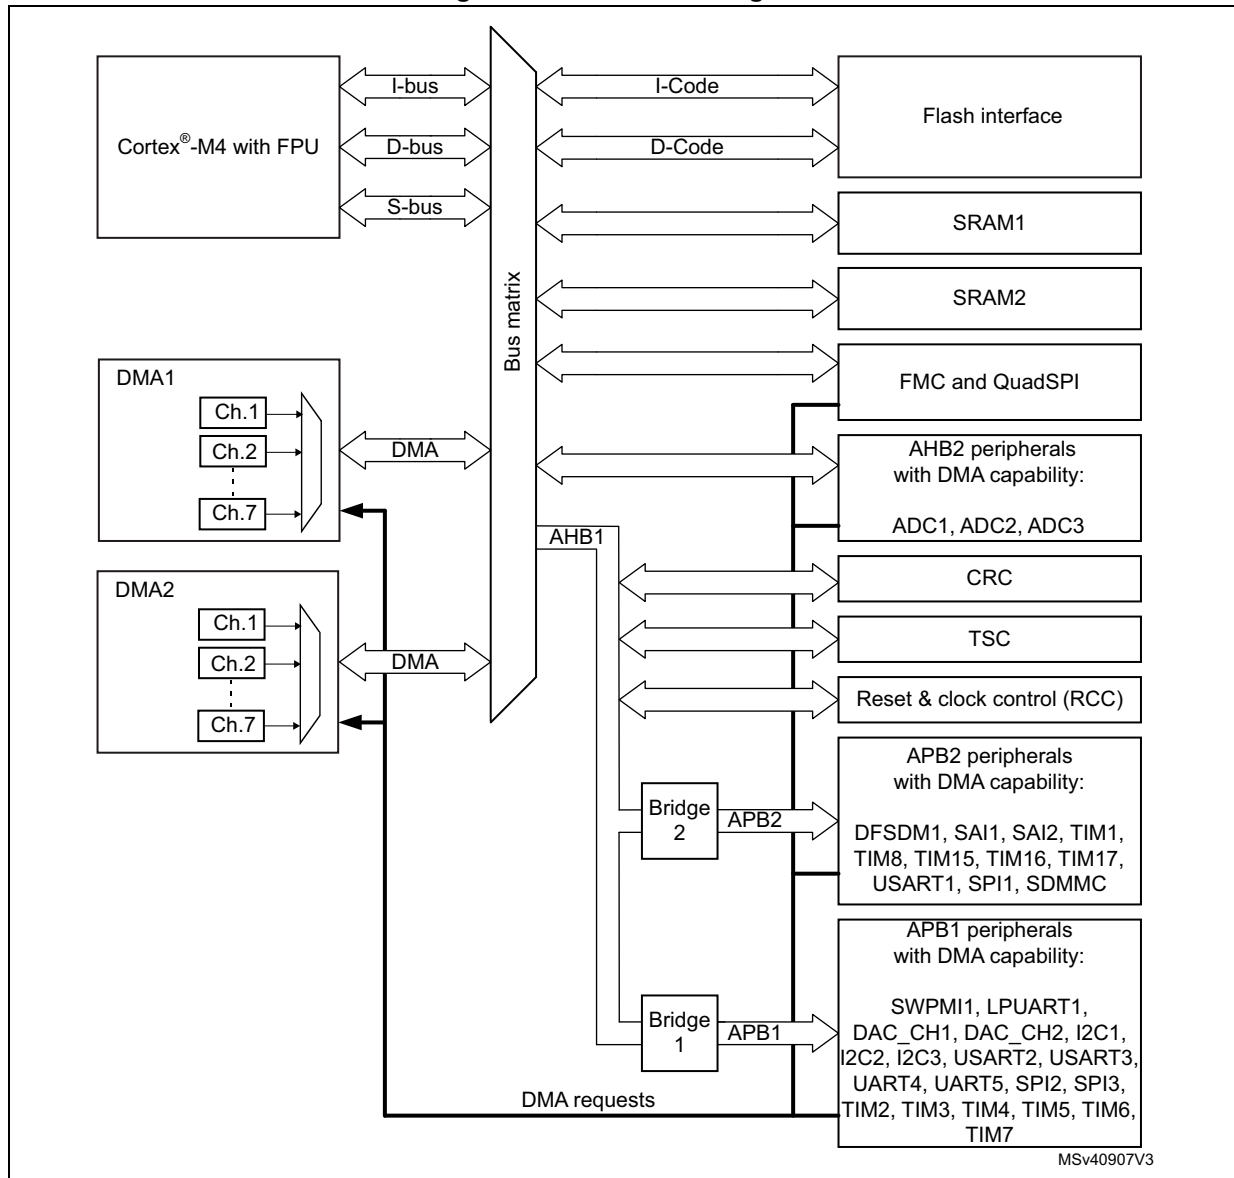 I-bus
I-Code
Cortex®-M4 with FPU
Flash interface
D-bus
D-Code
S-bus
SRAM1
Bus matrix
SRAM2
FMC and QuadSPI
DMA1
Ch.1
Ch.2
Ch.7
DMA
AHB2 peripherals
with DMA capability:
ADC1, ADC2, ADC3
AHB1
CRC
DMA2
Ch.1
Ch.2
Ch.7
DMA
TSC
Reset & clock control (RCC)
Bridge
2
APB2
APB2 peripherals
with DMA capability:
DFSDM1, SAI1, SAI2, TIM1,
TIM8, TIM15, TIM16, TIM17,
USART1, SPI1, SDMMC
Bridge
1
APB1
APB1 peripherals
with DMA capability:
SWPMI1, LPUART1,
DAC_CH1, DAC_CH2, I2C1,
I2C2, I2C3, USART2, USART3,
UART4, UART5, SPI2, SPI3,
TIM2, TIM3, TIM4, TIM5, TIM6,
TIM7
DMA requests
MSv40907V3